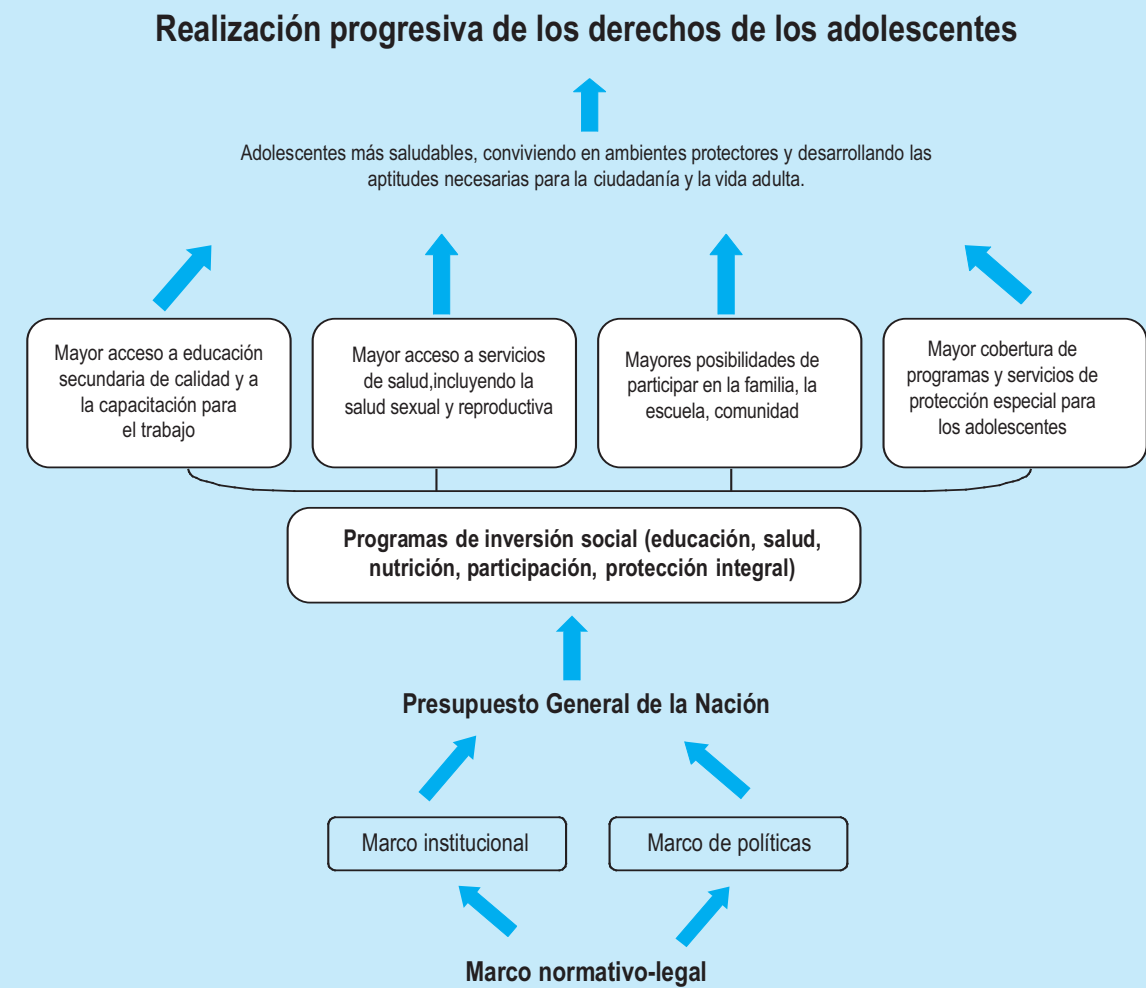 Realización progresiva de los derechos de los adolescentes
Adolescentes más saludables, conviviendo en ambientes protectores y desarrollando las
aptitudes necesarias para la ciudadanía y la vida adulta.
Mayor acceso a educación
secundaria de calidad y a
la capacitación para
el trabajo
Mayor acceso a servicios
de salud,incluyendo la
salud sexual y reproductiva
Mayores posibilidades de
participar en la familia, la
escuela, comunidad
Mayor cobertura de
programas y servicios de
protección especial para
los adolescentes
Programas de inversión social (educación, salud,
nutrición, participación, protección integral)
Presupuesto General de la Nación
Marco institucional
Marco de políticas
Marco normativo-legal